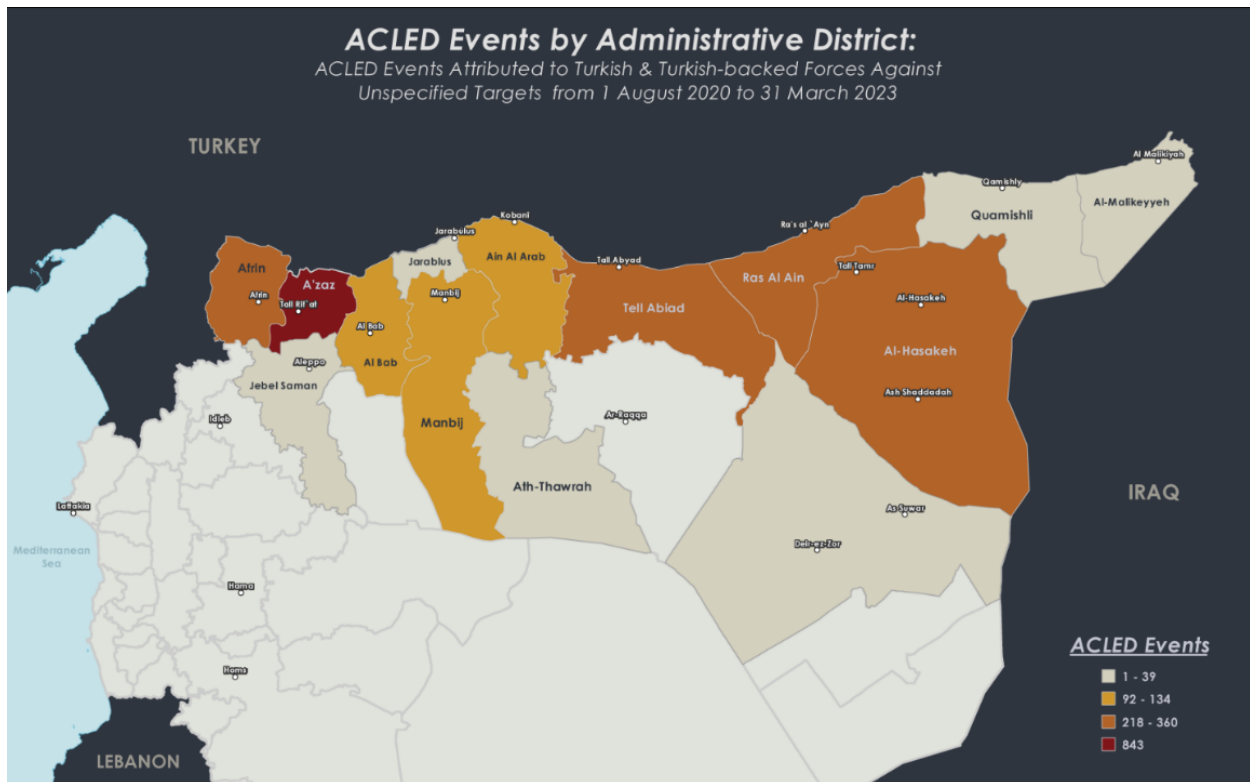 ACLED Events by Administrative District:
ACLED Events Attributed to Turkish & Turkish-backed Forces Against
Unspecified Targets from 1 August 2020 to 31 March 2023
TURKEY
Al Malikiyah
Qamishly
Al-Malikeyyeh
Quamishli
Kobani
Ra's al 'Ayn
Jarabulus
Jarablus
Ain Al Arab
Tall Abyad
Tall Tamr
Afrin
Ras Al Ain
A'zaz
Afrin
Manbij
Al-Hasakeh
Tall Rif'at
Tell Abiad
Al Bab
Al-Hasakeh
Aleppo
Al Bab
Jebel Saman
Ash Shaddadah
Idleb
Manbij
Ar-Raqqa
Ath-Thawrah
IRAQ
Lattakia
As-Suwar
Mediterranean
Sea
Deir-ez-Zor
Hama
Homs
ACLED Events
1 - 39
92 - 134
218 - 360
843
LEBANON